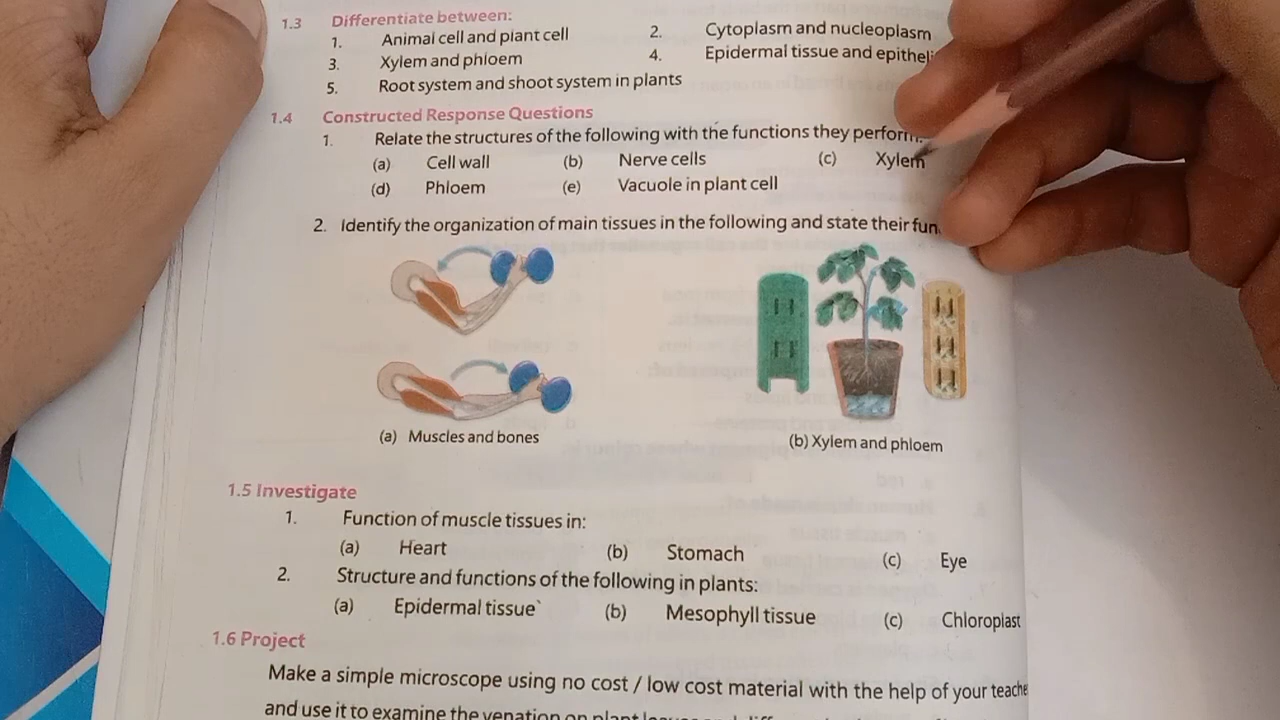 1.3 Differentiate between:
1. Animal cell and plant cell 2. Cytoplasm and nucleoplasm
3. Xylem and phloem 4. Epidermal tissue and epitheli
5. Root system and shoot system in plants
1.4 Constructed Response Questions
1. Relate the structures of the following with the functions they perform.
(a) Cell wall (b) Nerve cells (c) Xylem
(d) Phloem (e) Vacuole in plant cell
2. Identify the organization of main tissues in the following and state their fun
(a) Muscles and bones (b) Xylem and phloem
1.5 Investigate
1. Function of muscle tissues in:
(a) Heart (b) Stomach (c) Eye
2. Structure and functions of the following in plants:
(a) Epidermal tissue` (b) Mesophyll tissue (c) Chloroplast
1.6 Project
Make a simple microscope using no cost / low cost material with the help of your teache
and use it to examine the venation on plant